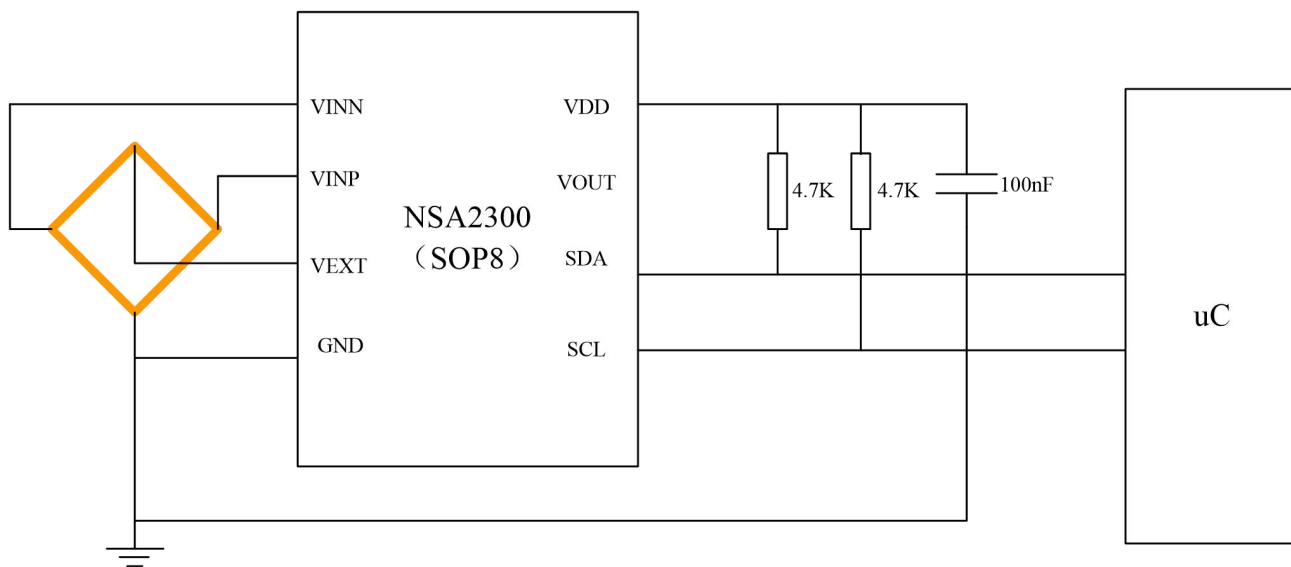 VINN
VINP
VEXT
GND
NSA2300
（SOP8）
VDD
VOUT
SDA
SCL
4.7K
4.7K
100nF
uC